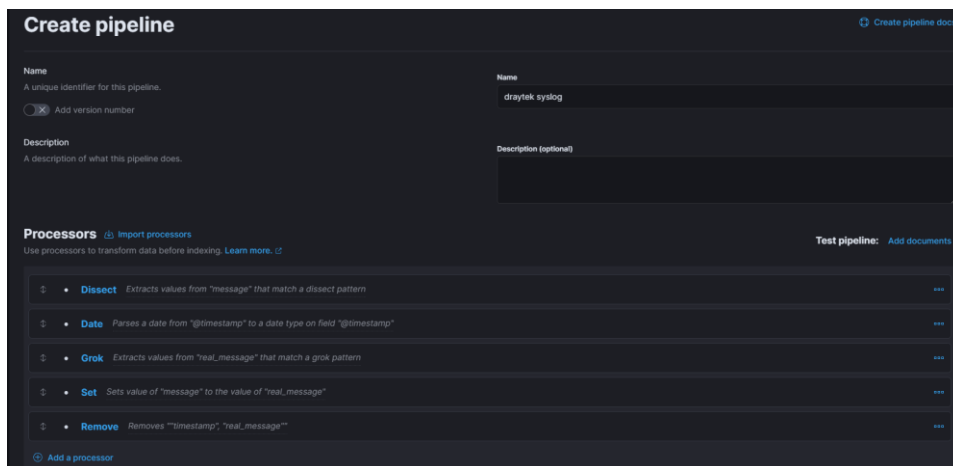 Create pipeline
Create pipeline docs
Name
A unique identifier for this pipeline.
Add version number
Name
draytek syslog
Description
A description of what this pipeline does.
Description (optional)
Processors Import processors
Use processors to transform data before indexing. Learn more.
Test pipeline: Add documents
Dissect Extracts values from "message" that match a dissect pattern
Date Parses a date from "@timestamp" to a date type on field "@timestamp"
Grok Extracts values from "real_message" that match a grok pattern
Set Sets value of "message" to the value of "real_message"
Remove Removes ""timestamp", "real_message""
Add a processor